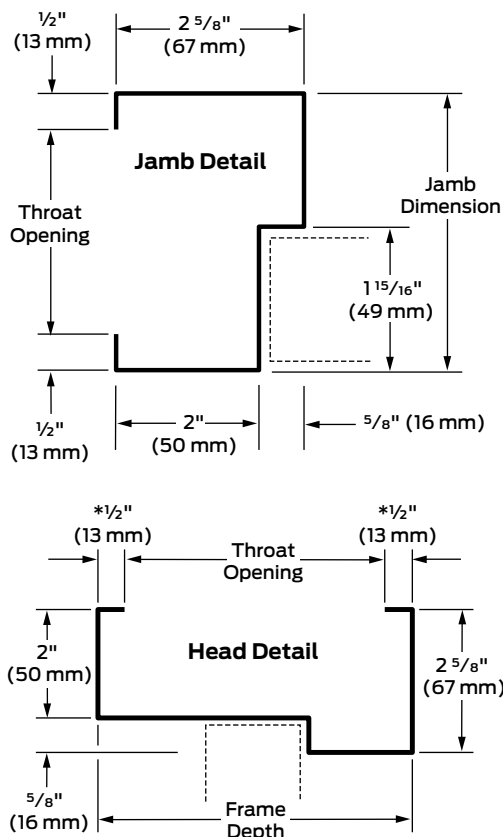 ½"
(13 mm)
2 ⁵/₈"
(67 mm)
Jamb Detail
Throat
Opening
Jamb
Dimension
1 ¹⁵/₁₆"
(49 mm)
½"
(13 mm)
2"
(50 mm)
⁵/₈" (16 mm)
*½"
(13 mm)
Throat
Opening
*½"
(13 mm)
2"
(50 mm)
Head Detail
2 ⁵/₈"
(67 mm)
⁵/₈"
(16 mm)
Frame
Depth